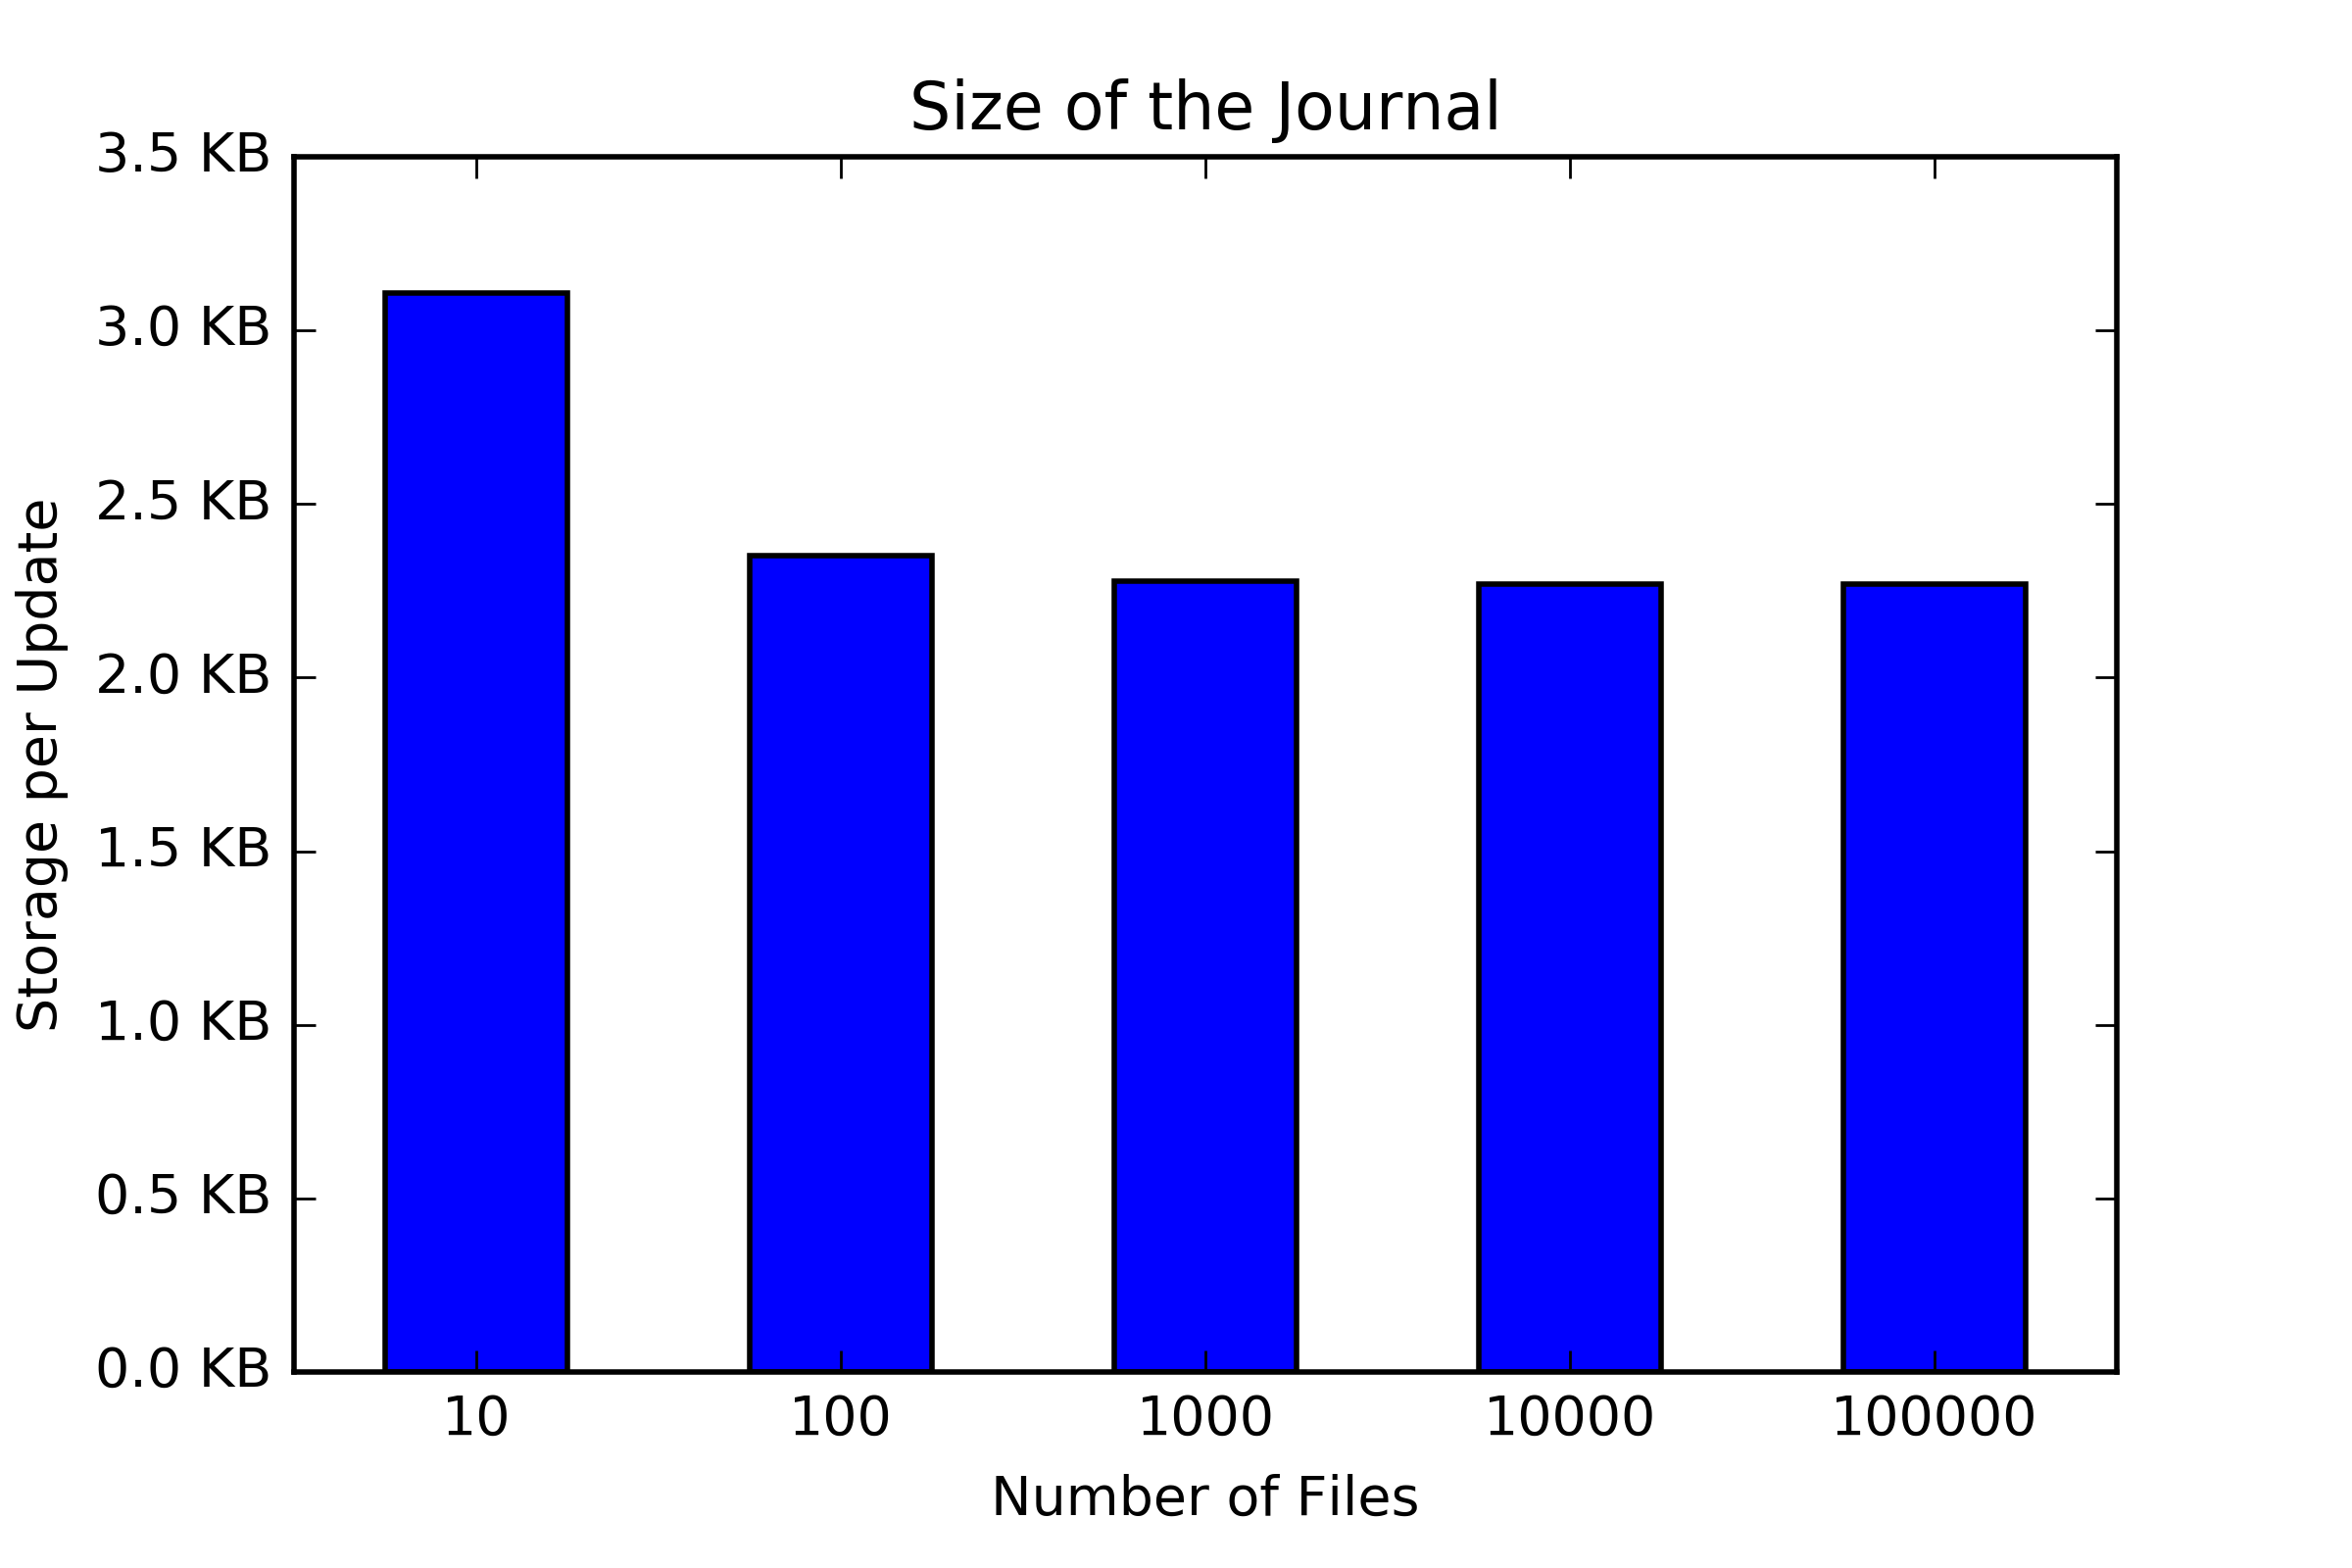 Size of the Journal
3.5 KB
3.0 KB
2.5 KB
2.0 KB
1.5 KB
1.0 KB
0.5 KB
0.0 KB
Storage per Update
10 100 1000 10000 100000
Number of Files